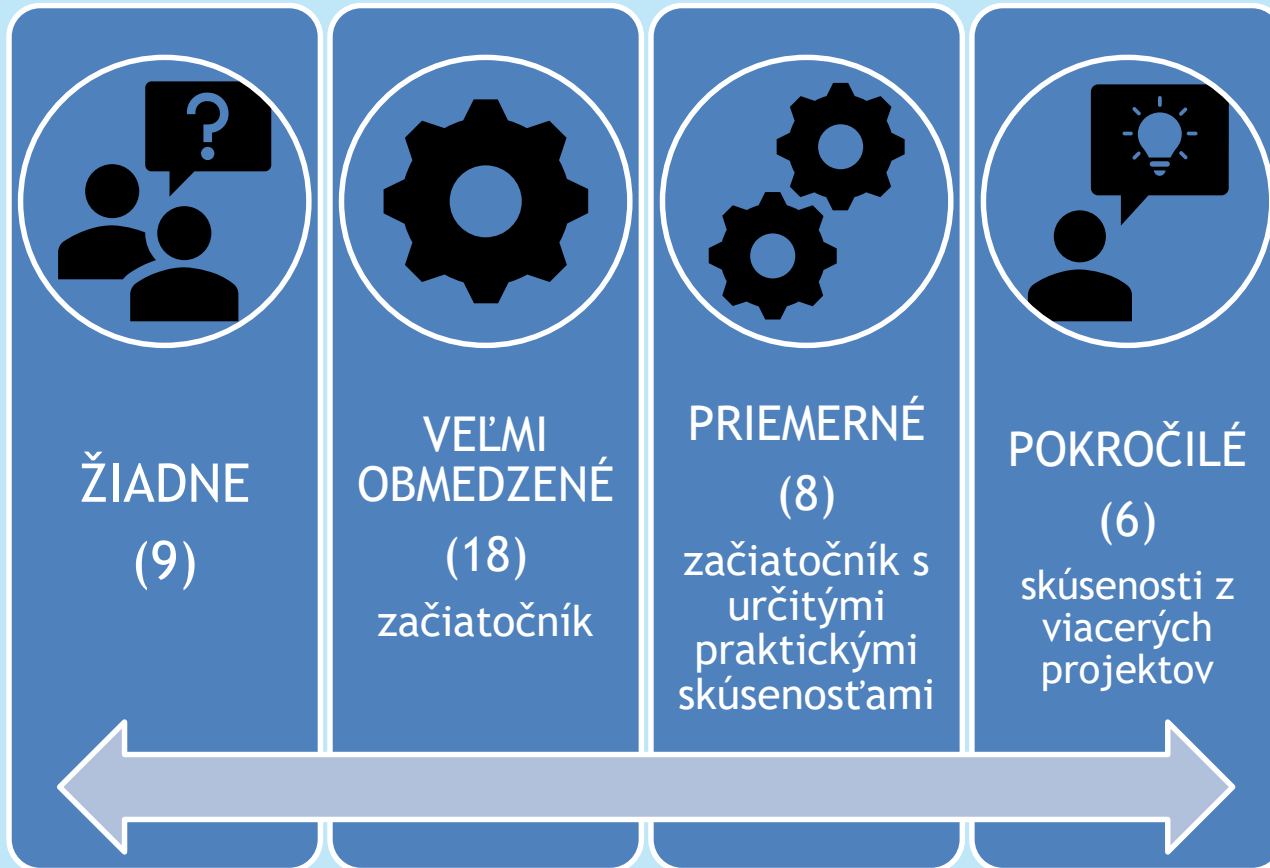 ?
ŽIADNE
(9)
VEĽMI
OBMEDZENÉ
(18)
začiatočník
PRIEMERNÉ
(8)
začiatočník s
určitými
praktickými
skúsenosťami
POKROČILÉ
(6)
skúsenosti z
viacerých
projektov